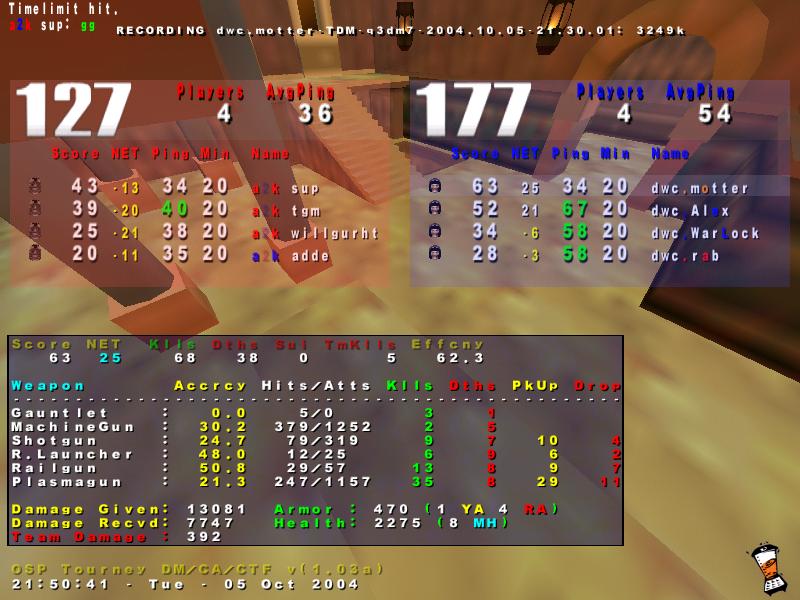 Timelimit hit.
a2k sup: gg
RECORDING dwc.motter-TDM-q3dm7-2004.10.05-21.30.01: 3249k
127 Players AvgPing
4 36
Score NET Ping Min Name
43 -13 34 20 a2k sup
39 -20 40 20 a2k tgm
25 -21 38 20 a2k willgurht
20 -11 35 20 a2k adde
177 Players AvgPing
4 54
Score NET Ping Min Name
63 25 34 20 dwc.motter
52 21 67 20 dwc.Alex
34 -6 58 20 dwc.WarLock
28 -3 58 20 dwc.rab
Score NET Klls Dths Sui TmKlls Effcny
63 25 68 38 0 5 62.3
Weapon Accrcy Hits/Atts Klls Dths PkUp Drop
Gauntlet : 0.0 5/0 3 1
MachineGun : 30.2 379/1252 2 5
Shotgun : 24.7 79/319 9 7 10 4
R.Launcher : 48.0 12/25 6 9 6 2
Railgun : 50.8 29/57 13 8 9 7
Plasmagun : 21.3 247/1157 35 8 29 11
Damage Given: 13081 Armor : 470 (1 YA 4 RA)
Damage Recvd: 7747 Health: 2275 (8 MH)
Team Damage : 392
OSP Tourney DM/CA/CTF v(1.03a)
21:50:41 - Tue - 05 Oct 2004